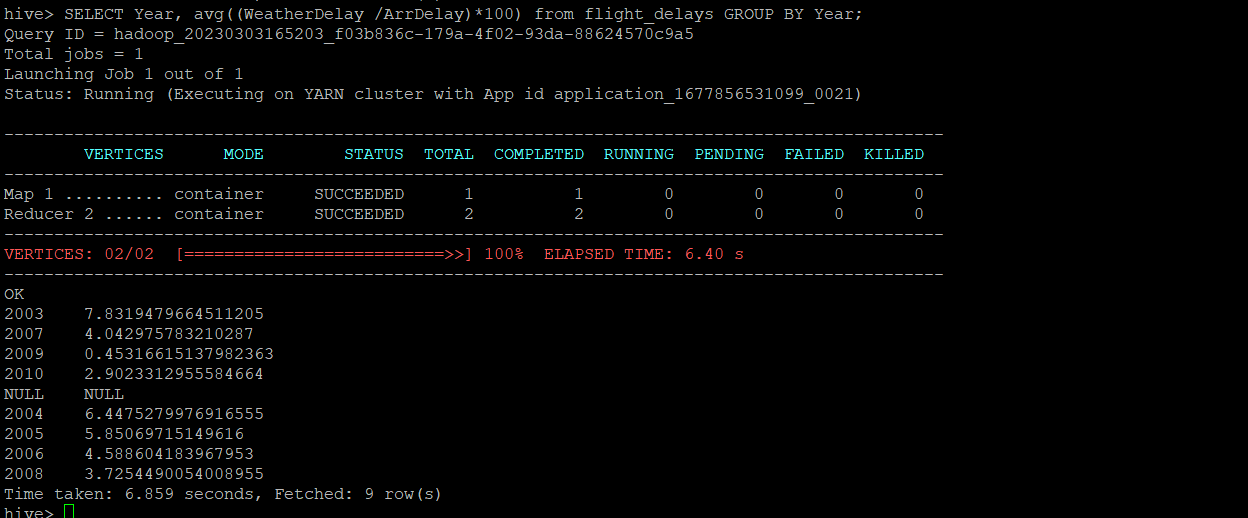 hive> SELECT Year, avg((WeatherDelay /ArrDelay)*100) from flight_delays GROUP BY Year;
Query ID = hadoop_20230303165203_f03b836c-179a-4f02-93da-88624570c9a5
Total jobs = 1
Launching Job 1 out of 1
Status: Running (Executing on YARN cluster with App id application_1677856531099_0021)
----------------------------------------------------------------------------------------------
        VERTICES      MODE        STATUS  TOTAL  COMPLETED  RUNNING  PENDING  FAILED  KILLED
----------------------------------------------------------------------------------------------
Map 1 .......... container     SUCCEEDED      1          1        0        0       0       0
Reducer 2 ...... container     SUCCEEDED      2          2        0        0       0       0
----------------------------------------------------------------------------------------------
VERTICES: 02/02  [==========================>>] 100%  ELAPSED TIME: 6.40 s
----------------------------------------------------------------------------------------------
OK
2003    7.8319479664511205
2007    4.042975783210287
2009    0.45316615137982363
2010    2.9023312955584664
NULL    NULL
2004    6.4475279976916555
2005    5.85069715149616
2006    4.588604183967953
2008    3.7254490054008955
Time taken: 6.859 seconds, Fetched: 9 row(s)
hive>